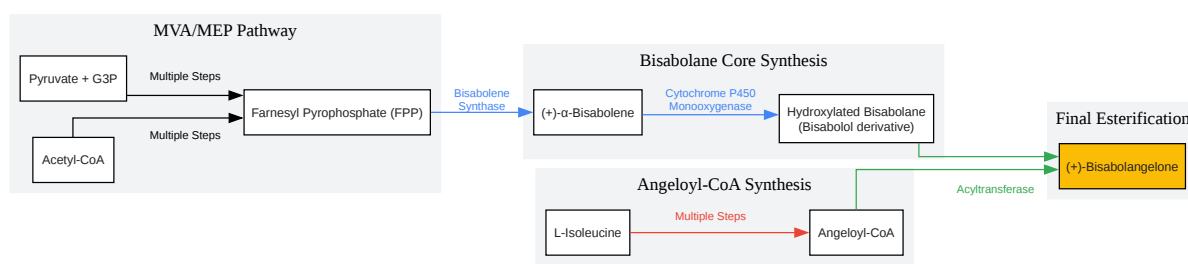 MVA/MEP Pathway
Pyruvate + G3P
Multiple Steps
Farnesyl Pyrophosphate (FPP)
Multiple Steps
Acetyl-CoA
Bisabolene
Synthase
Bisabolane Core Synthesis
(+)-α-Bisabolene
Cytochrome P450
Monooxygenase
Hydroxylated Bisabolane
(Bisabolol derivative)
Angeloyl-CoA Synthesis
L-Isoleucine
Multiple Steps
Angeloyl-CoA
Acyltransferase
Final Esterification
(+)-Bisabolangelone